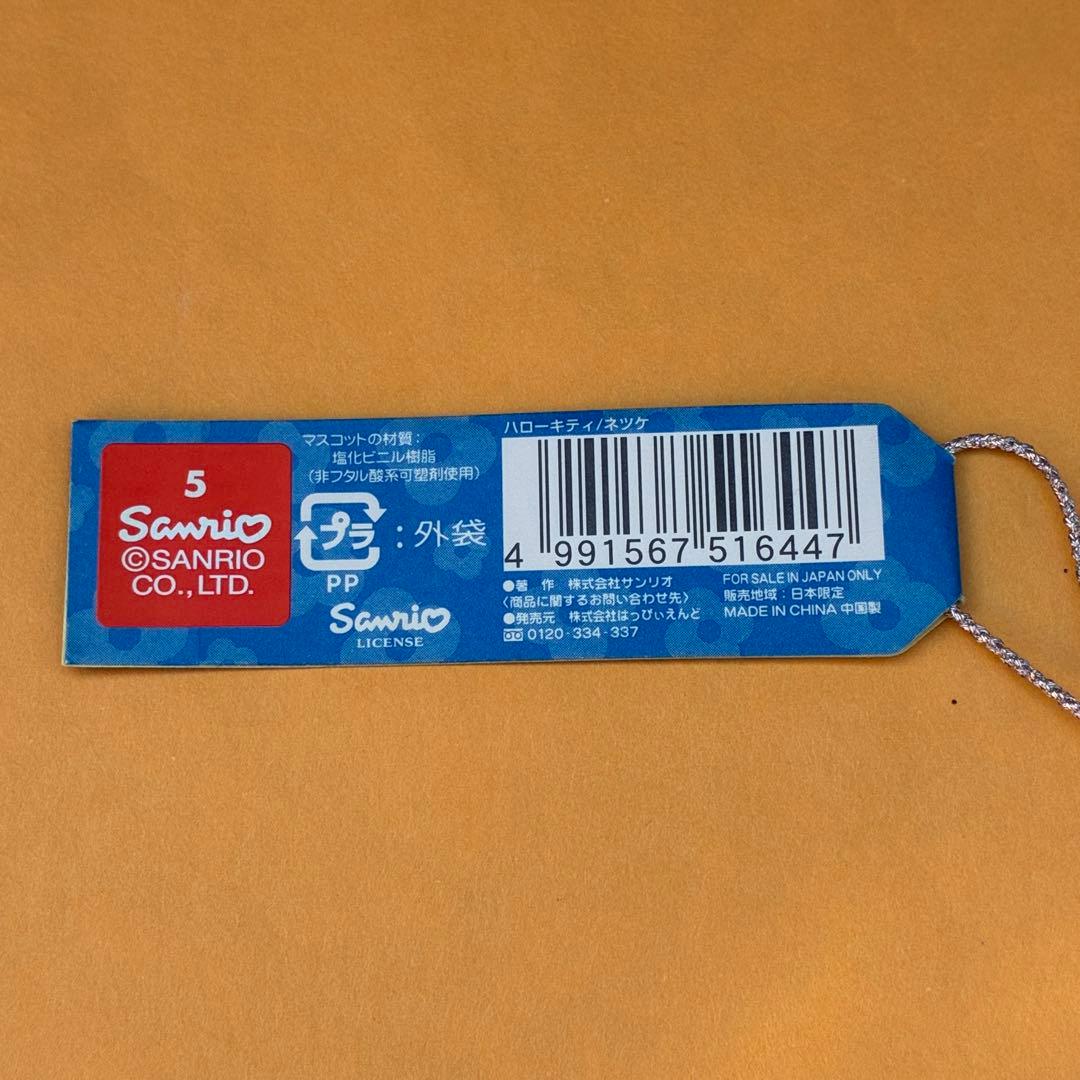 5
Sanrio
©SANRIO
CO.,LTD.
マスコットの材質:
塩化ビニル樹脂
(非フタル酸系可塑剤使用)
プラ
:外袋
PP
Sanrio
LICENSE
ハローキティ/ネツケ
4 991567 516447
●著 作 株式会社サンリオ
〈商品に関するお問い合わせ先〉
●発売元 株式会社はっぴぃえんど
0120-334-337
FOR SALE IN JAPAN ONLY
販売地域:日本限定
MADE IN CHINA 中国製